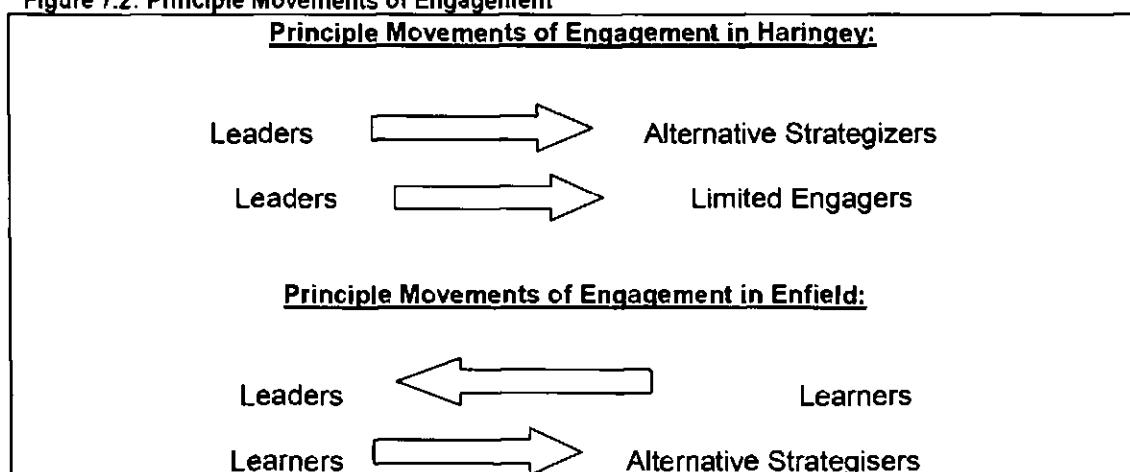 Figure 7.2: Principle Movements of Engagement
Principle Movements of Engagement in Haringey:
Leaders Alternative Strategizers
Leaders Limited Engagers
Principle Movements of Engagement in Enfield:
Leaders Learners
Learners Alternative Strategisers